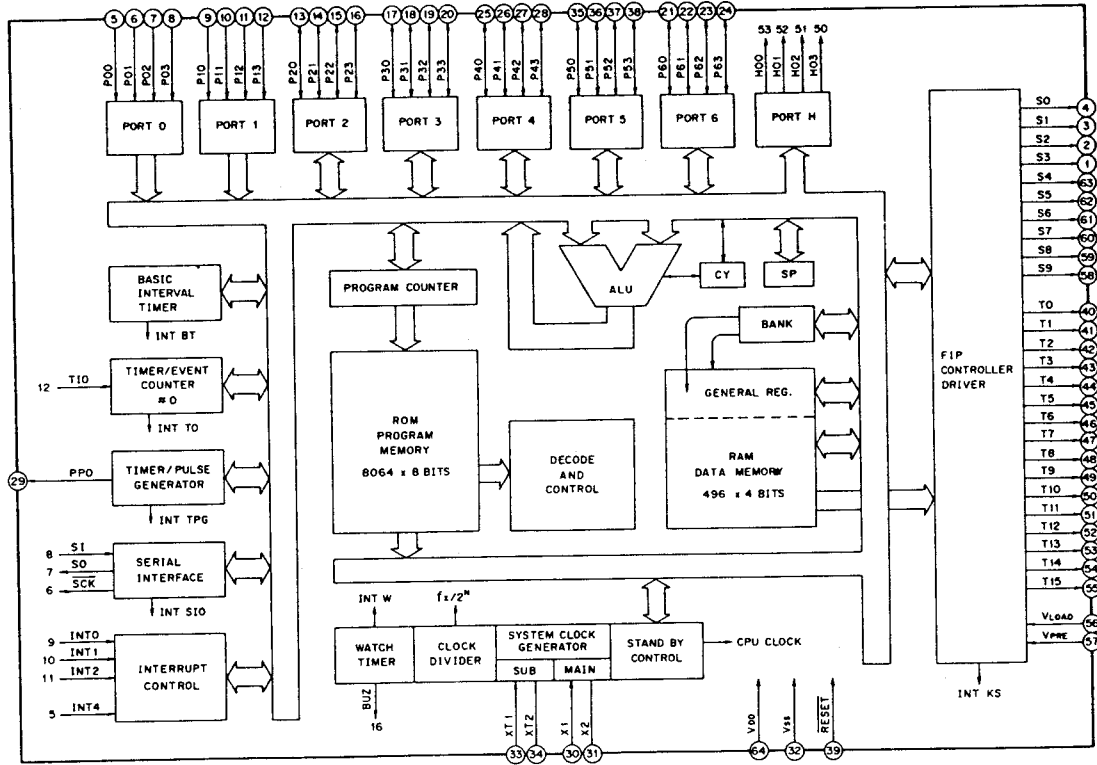 5 6 7 8 9 10 11 12 13 14 15 16 17 18 19 20 25 26 27 28 35 36 37 38 21 22 23 24 53 52 51 50
P00 P01 P02 P03 P10 P11 P12 P13 P20 P21 P22 P23 P30 P31 P32 P33 P40 P41 P42 P43 P50 P51 P52 P53 P60 P61 P62 P63 H00 H01 H02 H03
PORT 0 PORT 1 PORT 2 PORT 3 PORT 4 PORT 5 PORT 6 PORT H
S0 4
S1 3
S2 2
S3 1
S4 63
S5 62
S6 61
S7 60
S8 59
S9 58
T0 40
T1 41
T2 42
T3 43
T4 44
T5 45
T6 46
T7 47
T8 48
T9 49
T10 50
T11 51
T12 52
T13 53
T14 54
T15 55
VLOAD 56
VPRE 57
FIP
CONTROLLER
DRIVER
INT KS
BASIC
INTERVAL
TIMER
INT BT
12 TI0
TIMER/EVENT
COUNTER
#0
INT T0
29 PPO
TIMER/PULSE
GENERATOR
INT TPG
8 SI
7 SO
6 SCK
SERIAL
INTERFACE
INT SIO
9 INT0
10 INT1
11 INT2
5 INT4
INTERRUPT
CONTROL
PROGRAM COUNTER
ALU
CY
SP
BANK
GENERAL REG.
ROM
PROGRAM
MEMORY
8064 x 8 BITS
DECODE
AND
CONTROL
RAM
DATA MEMORY
496 x 4 BITS
INT W
fx/2ᴺ
WATCH
TIMER
CLOCK
DIVIDER
SYSTEM CLOCK
GENERATOR
SUB MAIN
STAND BY
CONTROL
CPU CLOCK
BUZ
16
XT1 XT2 X1 X2
33 34 30 31
VDD VSS RESET
64 32 39